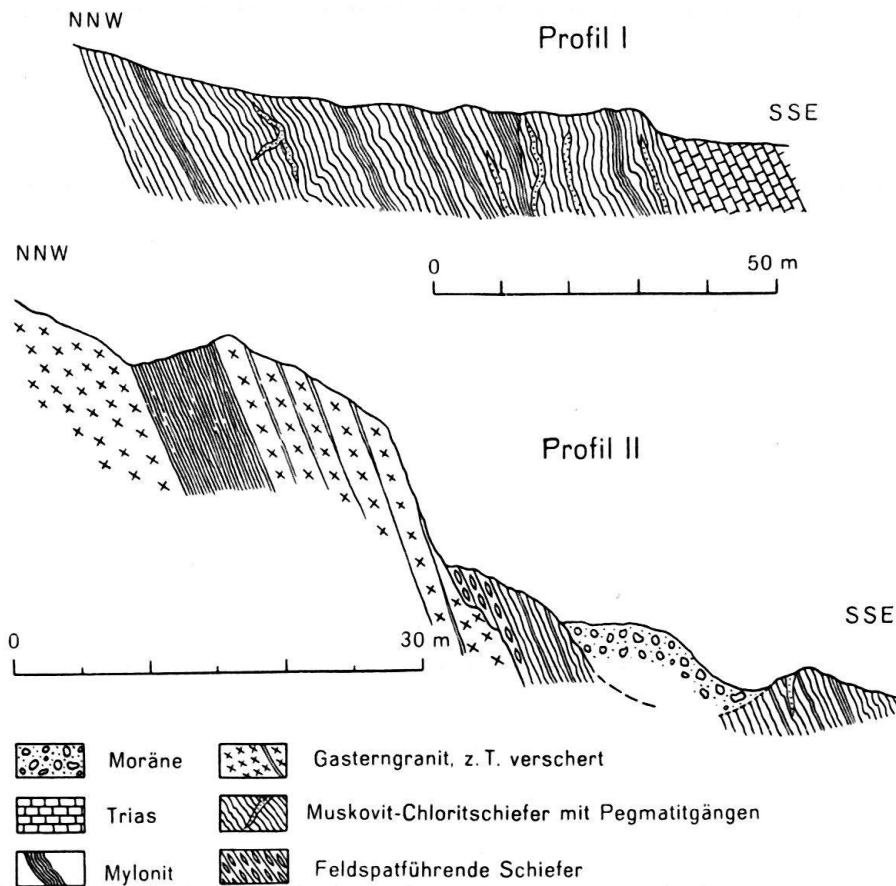 NNW
Profil I
SSE
NNW
0 50 m
Profil II
SSE
0 30 m
Moräne
Gasterngranit, z. T. verschert
Trias
Muskovit-Chloritschiefer mit Pegmatitgängen
Mylonit
Feldspatführende Schiefer